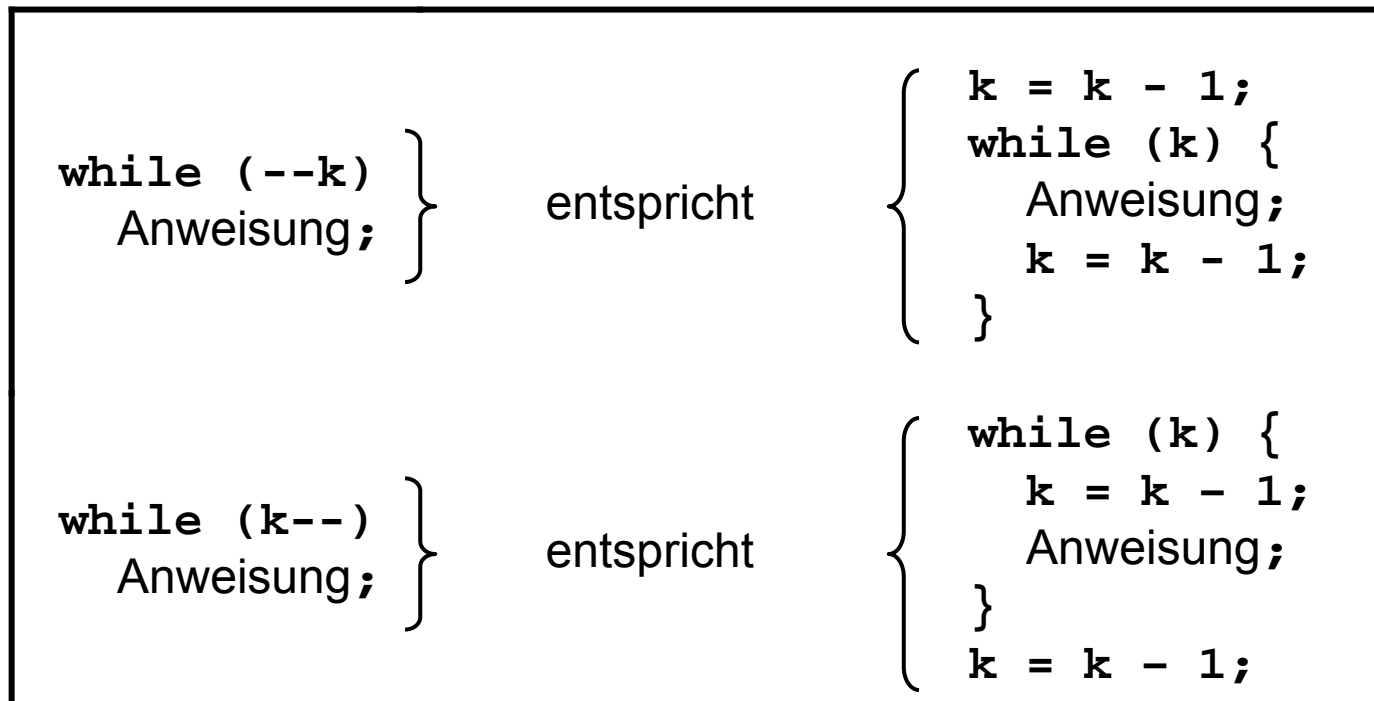 while (--k)
Anweisung;
entspricht
k = k - 1;
while (k) {
Anweisung;
k = k - 1;
}
while (k--)
Anweisung;
entspricht
while (k) {
k = k – 1;
Anweisung;
}
k = k – 1;